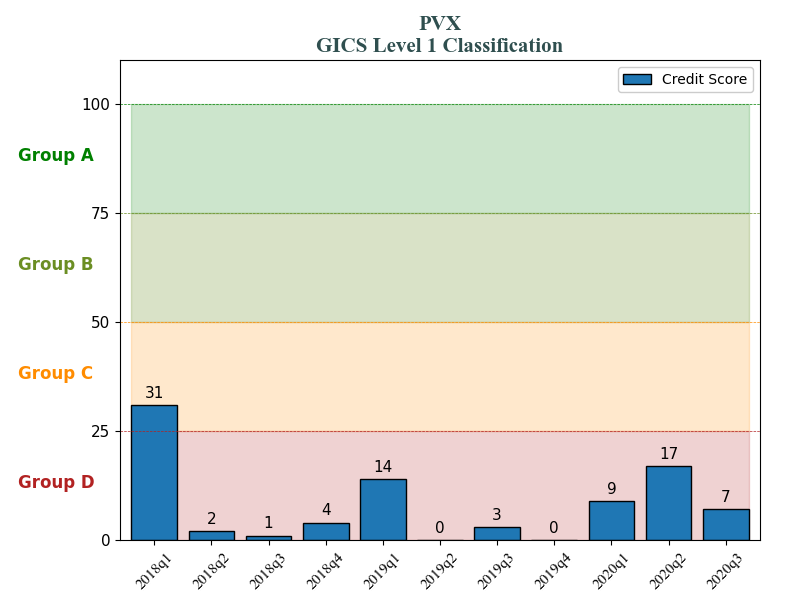 PVX
GICS Level 1 Classification
Credit Score
100
Group A
75
Group B
50
Group C
31
25
Group D
2
1
4
14
0
3
0
9
17
7
0
2018q1
2018q2
2018q3
2018q4
2019q1
2019q2
2019q3
2019q4
2020q1
2020q2
2020q3